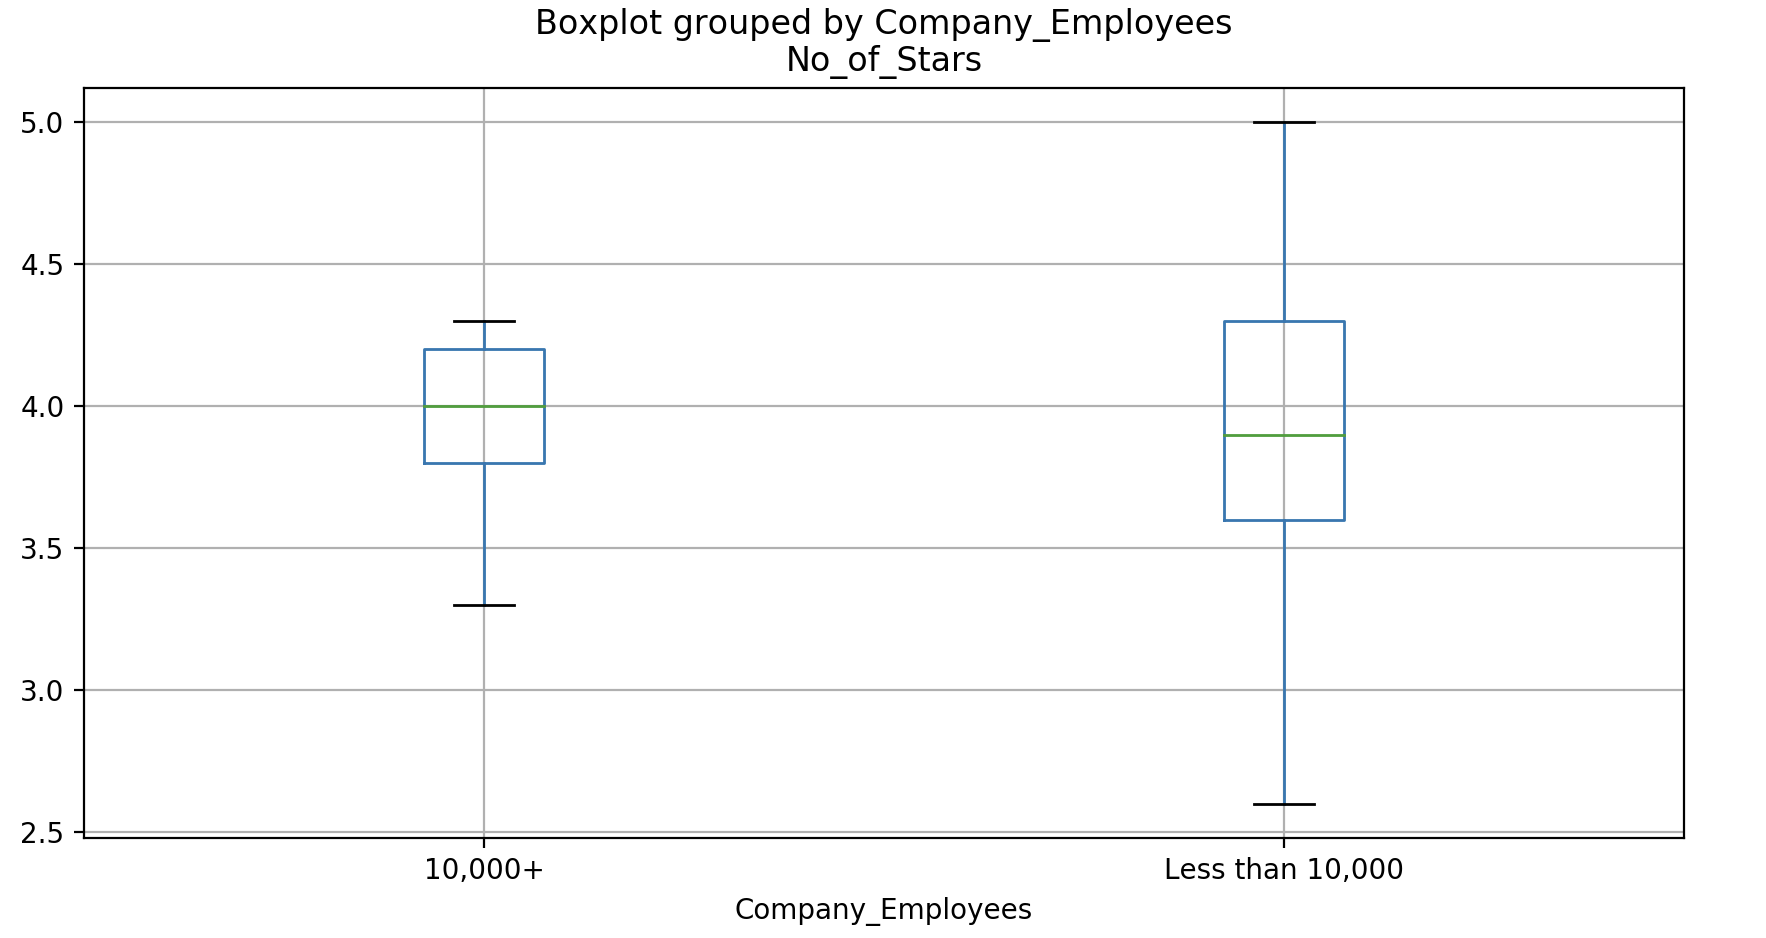 Boxplot grouped by Company_Employees
No_of_Stars
5.0
4.5
4.0
3.5
3.0
2.5
10,000+ Less than 10,000
Company_Employees